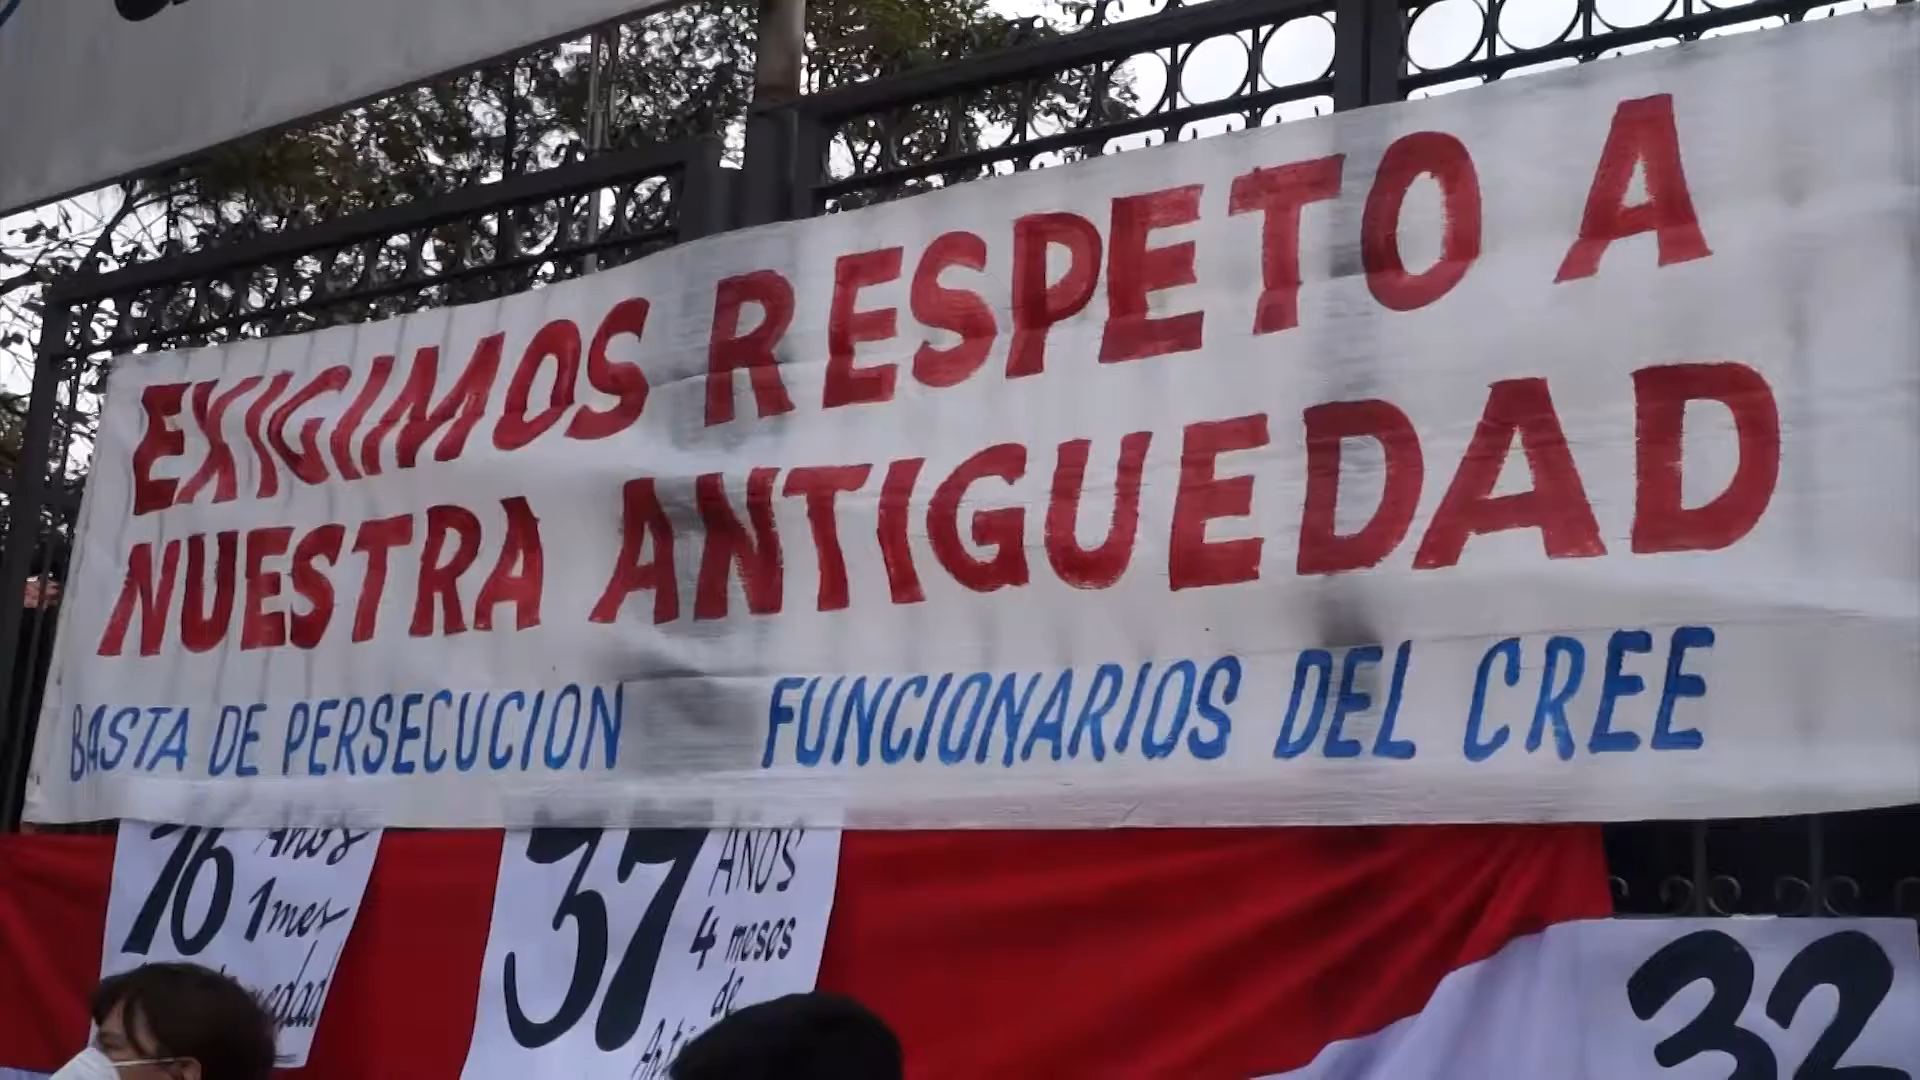 EXIGIMOS RESPETO A
NUESTRA ANTIGUEDAD
BASTA DE PERSECUCION FUNCIONARIOS DEL CREE
16 Años
1 mes
37 AÑOS
4 meses
de
32